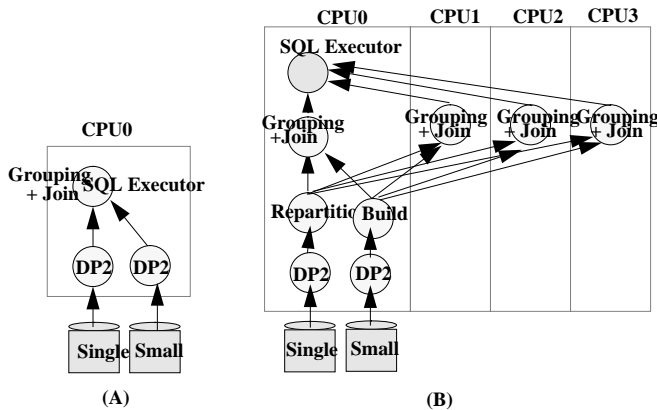 CPU0
Grouping
+ Join
SQL Executor
DP2
DP2
Single
Small
(A)
CPU0
CPU1
CPU2
CPU3
SQL Executor
Grouping
+Join
Grouping
+ Join
Grouping
+ Join
Grouping
+ Join
Repartitio
Build
DP2
DP2
Single
Small
(B)